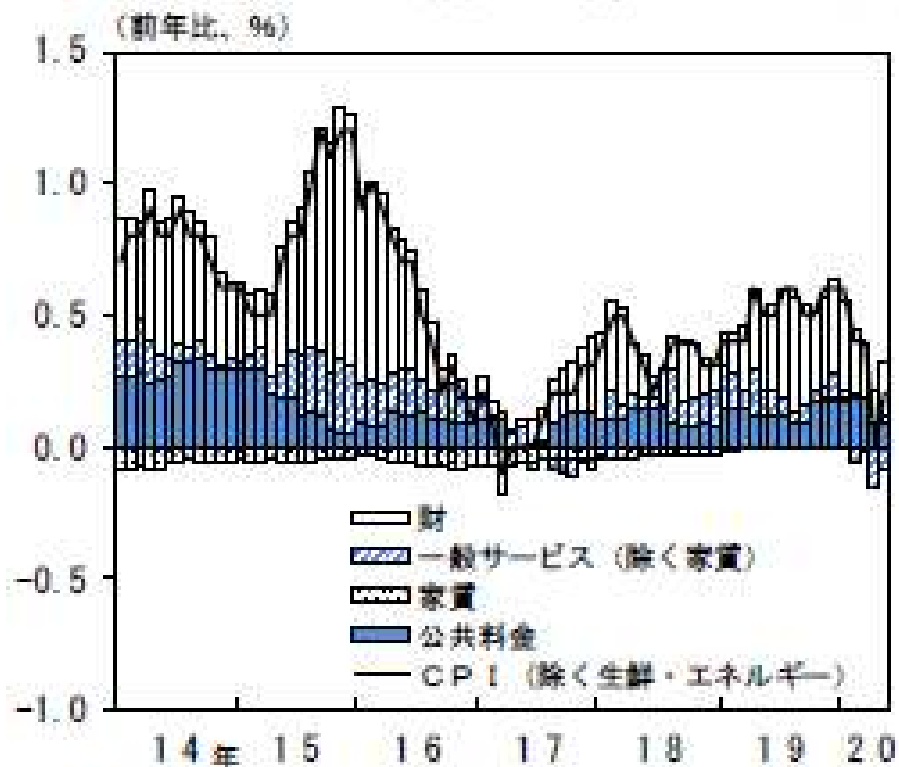 （前年比、％）
1.5
1.0
0.5
0.0
-0.5
-1.0
財
一般サービス（除く家賃）
家賃
公共料金
ＣＰＩ（除く生鮮・エネルギー）
14年 15 16 17 18 19 20